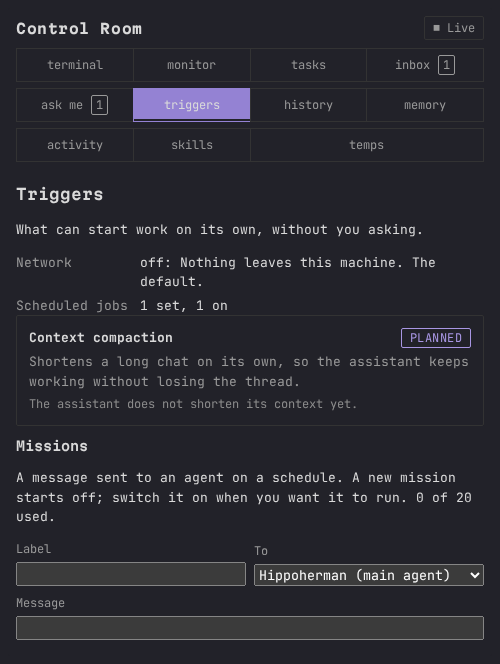 Control Room
Live
terminal
monitor
tasks
inbox 1
ask me 1
triggers
history
memory
activity
skills
temps
Triggers
What can start work on its own, without you asking.
Network off: Nothing leaves this machine. The
default.
Scheduled jobs 1 set, 1 on
Context compaction PLANNED
Shortens a long chat on its own, so the assistant keeps
working without losing the thread.
The assistant does not shorten its context yet.
Missions
A message sent to an agent on a schedule. A new mission
starts off; switch it on when you want it to run. 0 of 20
used.
Label
To
Hippoherman (main agent)
Message